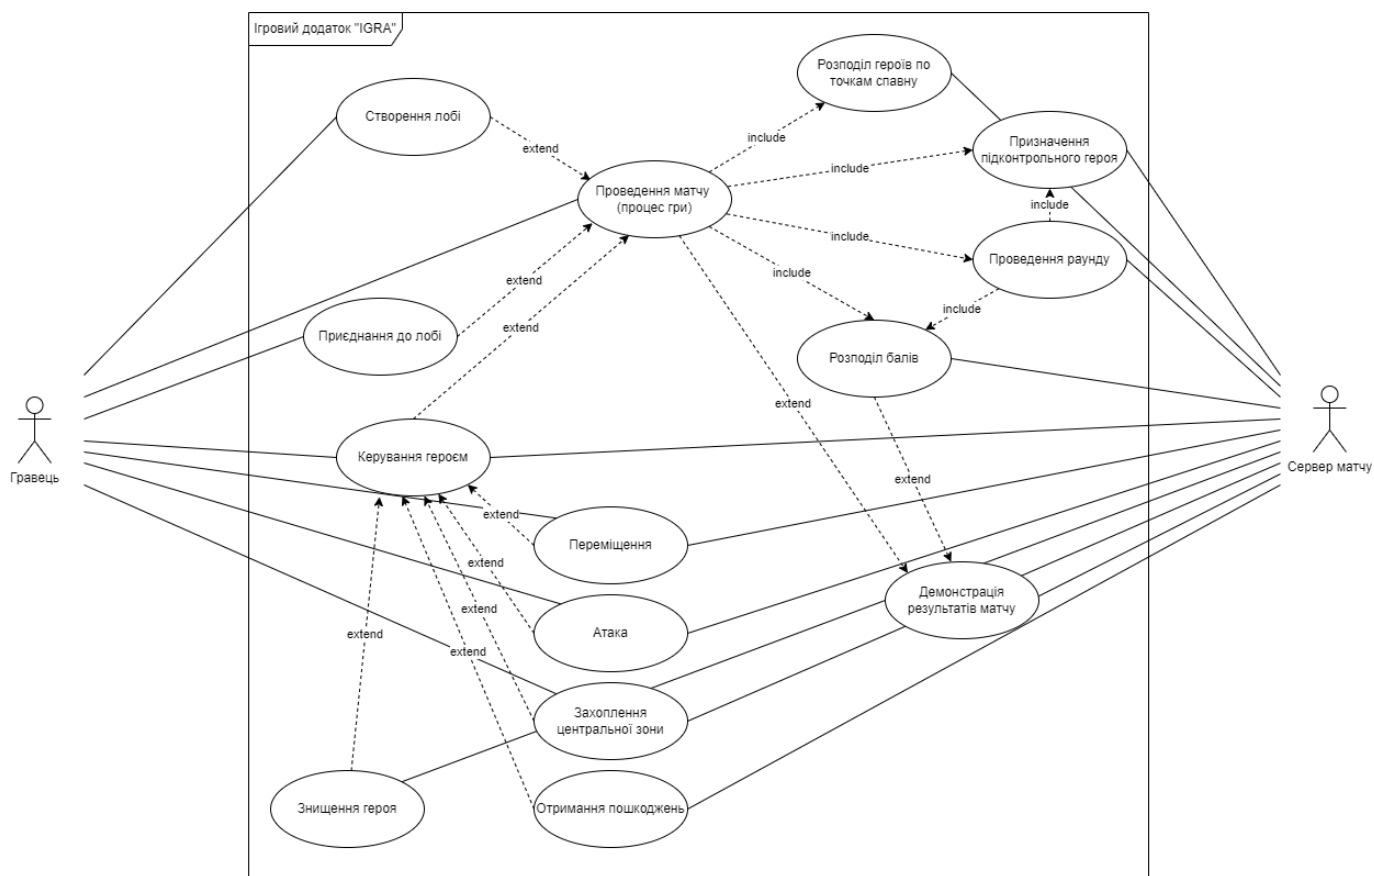 Ігровий додаток "IGRA"
Розподіл героїв по
точкам спавну
Створення лобі
extend
include
Призначення
підконтрольного героя
include
Проведення матчу
(процес гри)
include
include
Проведення раунду
extend
include
include
extend
Приєднання до лобі
Розподіл балів
extend
Керування героєм
Гравець
Сервер матчу
extend
extend
Переміщення
extend
Демонстрація
результатів матчу
extend
Атака
extend
extend
Захоплення
центральної зони
Знищення героя
Отримання пошкоджень